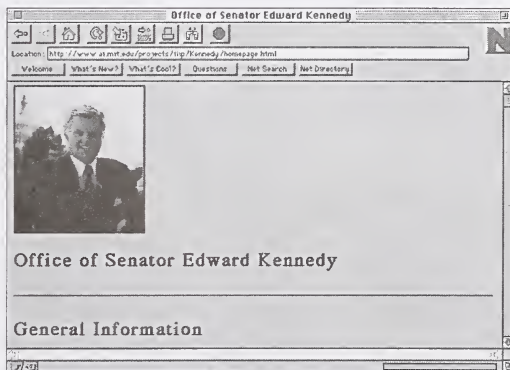 Office of Senator Edward Kennedy
N
Location: http://www.ai.mit.edu/projects/iiip/Kennedy/homepage.html
Welcome What's New? What's Cool? Questions Net Search Net Directory
Office of Senator Edward Kennedy
General Information